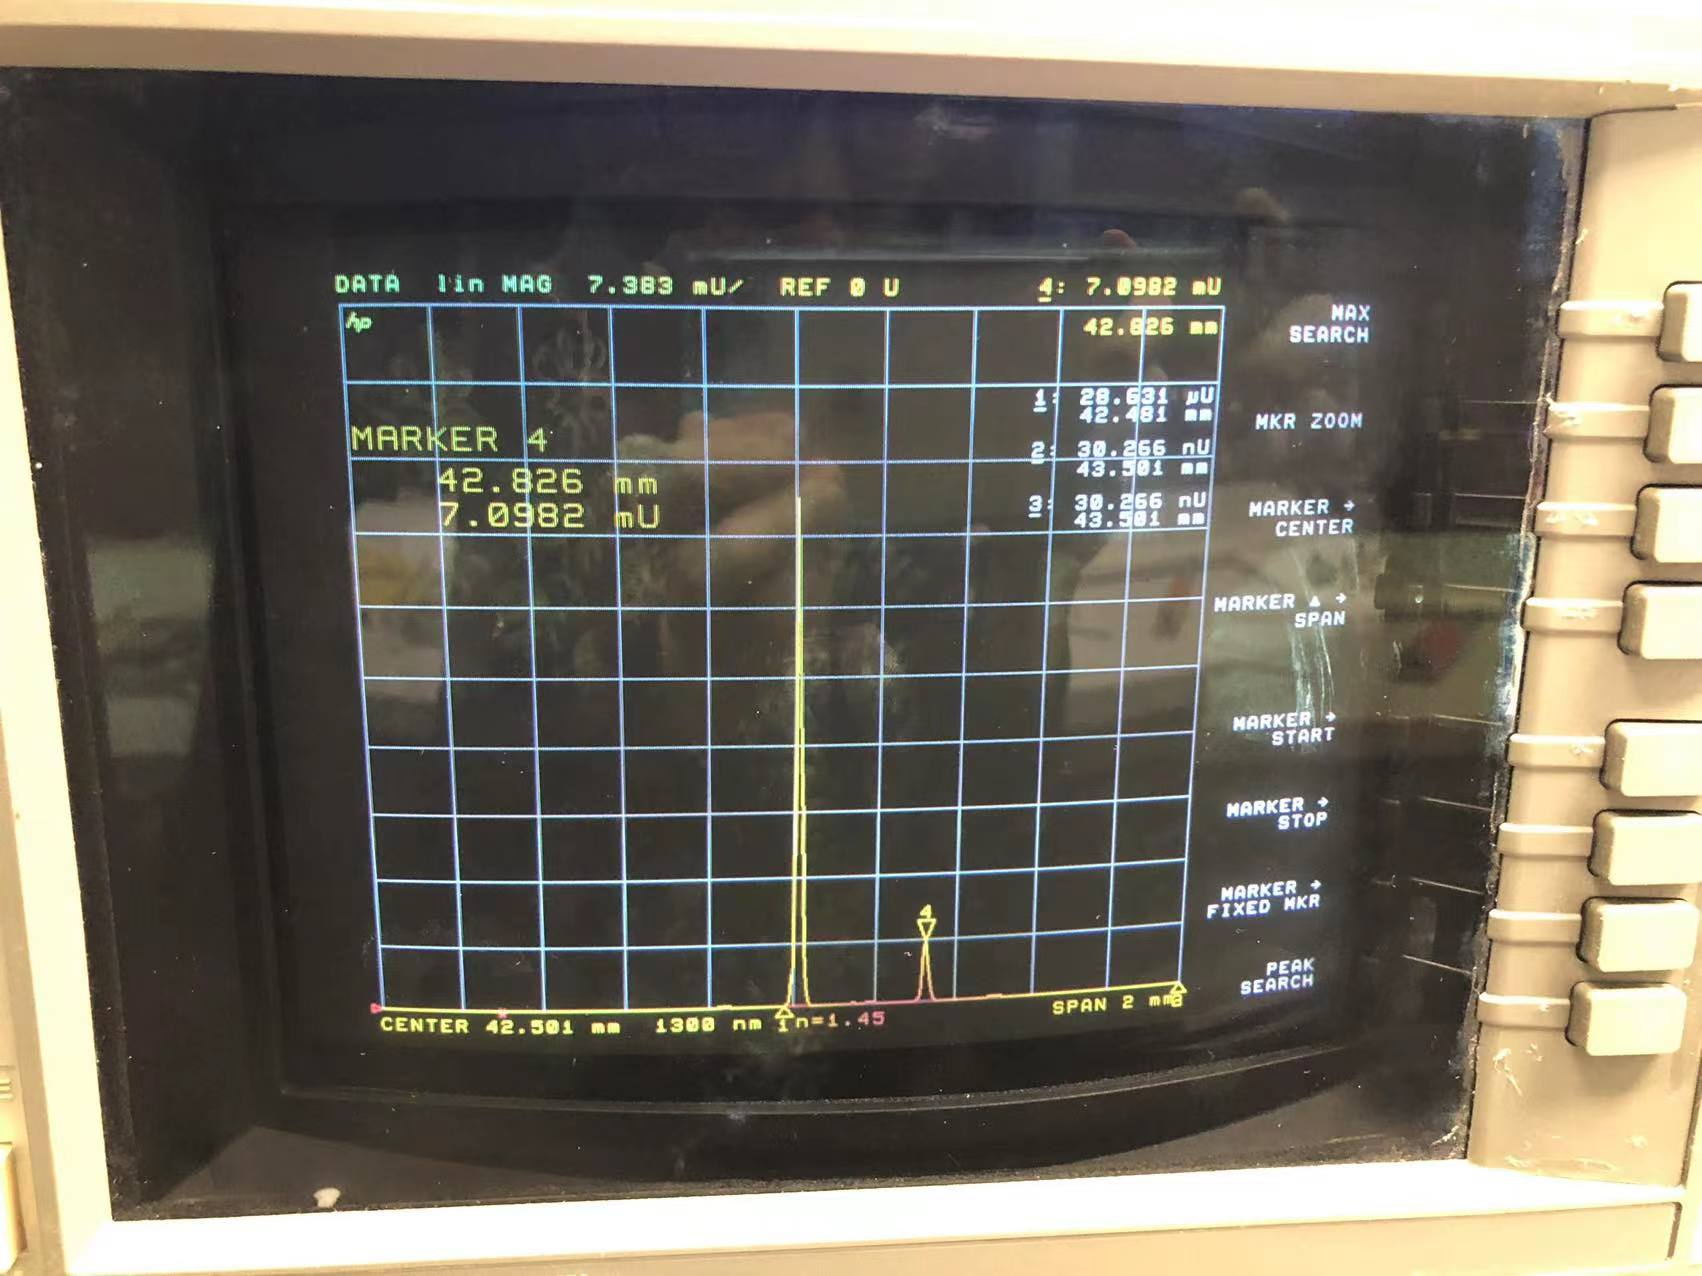 DATA lin MAG 7.383 mU/ REF 0 U 4: 7.0982 mU
hp
42.826 mm
1: 28.631 µU
42.481 mm
MARKER 4
42.826 mm
7.0982 mU
2: 30.266 nU
43.501 mm
3: 30.266 nU
43.501 mm
4
CENTER 42.501 mm 1300 nm n=1.45 SPAN 2 mm
MAX
SEARCH
MKR ZOOM
MARKER →
CENTER
MARKER ▲ →
SPAN
MARKER →
START
MARKER →
STOP
MARKER →
FIXED MKR
PEAK
SEARCH